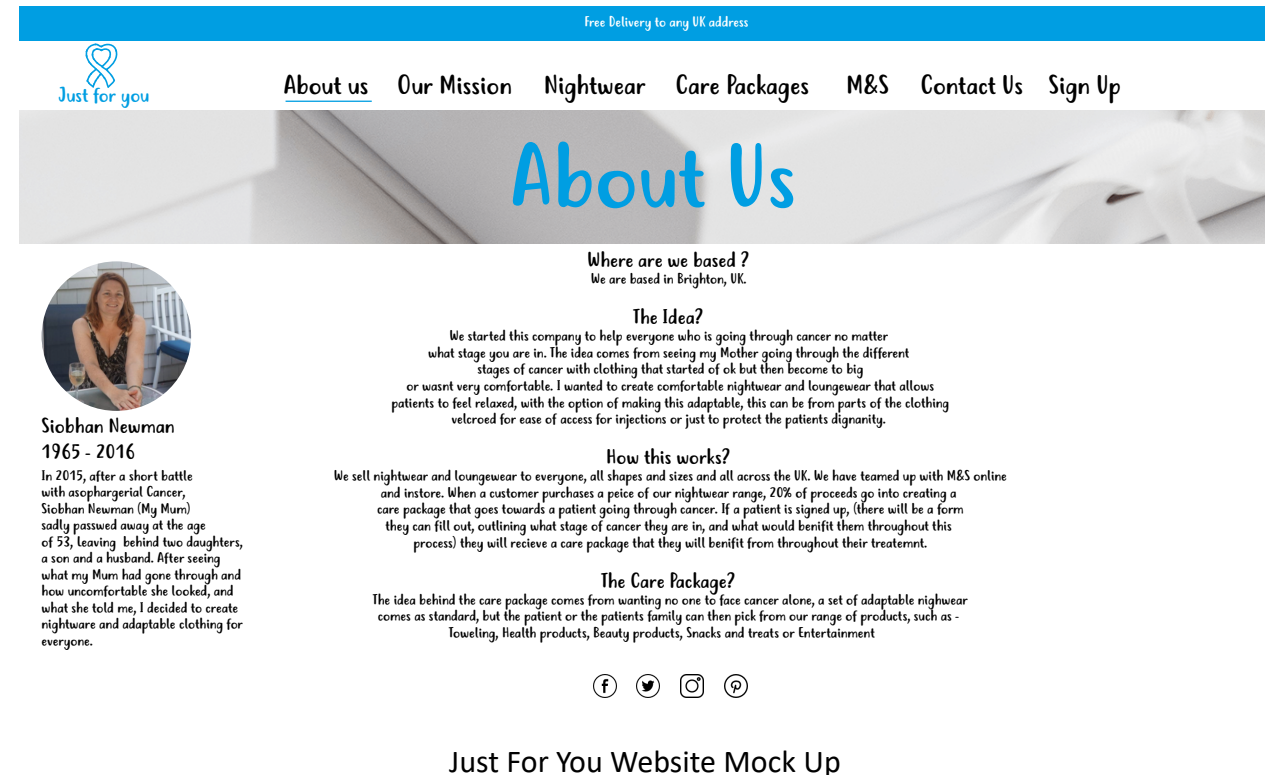 Free Delivery to any UK address
Just for you
About us Our Mission Nightwear Care Packages M&S Contact Us Sign Up
About Us
Siobhan Newman
1965 - 2016
In 2015, after a short battle
with asophargerial Cancer,
Siobhan Newman (My Mum)
sadly passwed away at the age
of 53, leaving behind two daughters,
a son and a husband. After seeing
what my Mum had gone through and
how uncomfortable she looked, and
what she told me, I decided to create
nightware and adaptable clothing for
everyone.
Where are we based ?
We are based in Brighton, UK.
The Idea?
We started this company to help everyone who is going through cancer no matter
what stage you are in. The idea comes from seeing my Mother going through the different
stages of cancer with clothing that started of ok but then become to big
or wasnt very comfortable. I wanted to create comfortable nightwear and loungewear that allows
patients to feel relaxed, with the option of making this adaptable, this can be from parts of the clothing
velcroed for ease of access for injections or just to protect the patients dignanity.
How this works?
We sell nightwear and loungewear to everyone, all shapes and sizes and all across the UK. We have teamed up with M&S online
and instore. When a customer purchases a peice of our nightwear range, 20% of proceeds go into creating a
care package that goes towards a patient going through cancer. If a patient is signed up, (there will be a form
they can fill out, outlining what stage of cancer they are in, and what would benifit them throughout this
process) they will recieve a care package that they will benifit from throughout their treatemnt.
The Care Package?
The idea behind the care package comes from wanting no one to face cancer alone, a set of adaptable nighwear
comes as standard, but the patient or the patients family can then pick from our range of products, such as -
Toweling, Health products, Beauty products, Snacks and treats or Entertainment
Just For You Website Mock Up